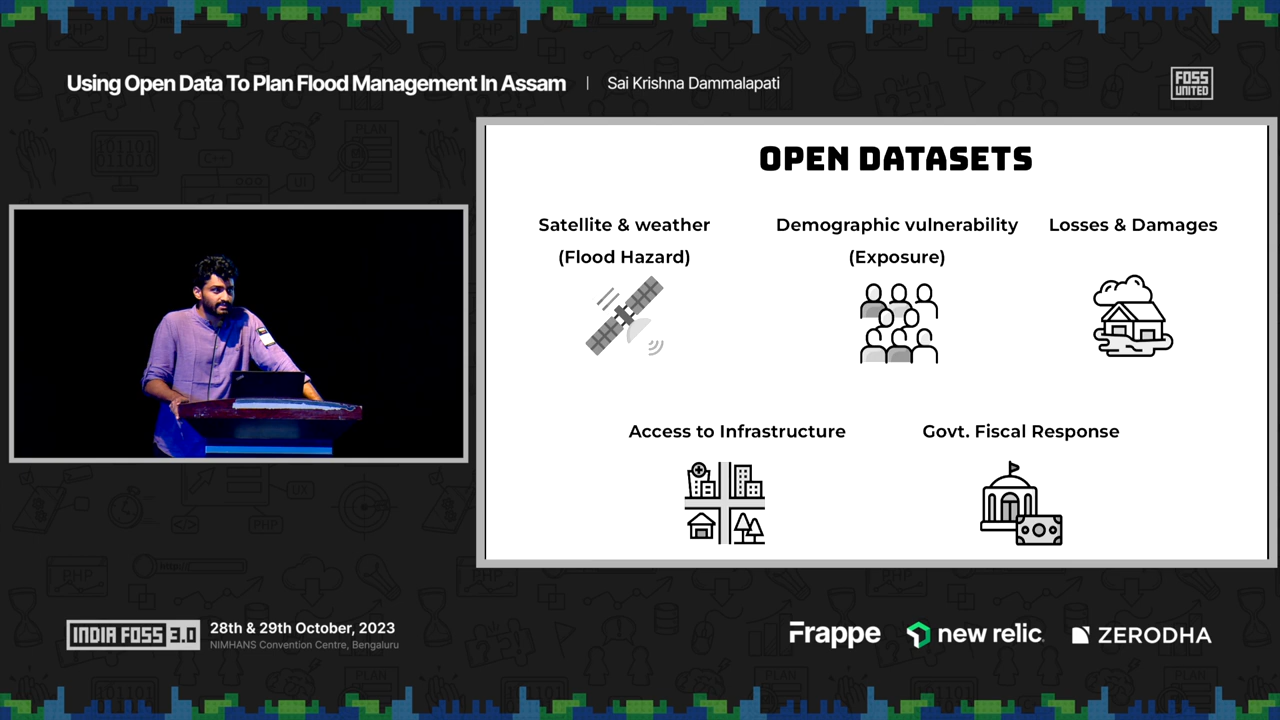 Using Open Data To Plan Flood Management In Assam | Sai Krishna Dammalapati
FOSS
UNITED
OPEN DATASETS
Satellite & weather
(Flood Hazard)
Demographic vulnerability
(Exposure)
Losses & Damages
Access to Infrastructure
Govt. Fiscal Response
INDIA FOSS 3.0
28th & 29th October, 2023
NIMHANS Convention Centre, Bengaluru
Frappe
new relic
ZERODHA